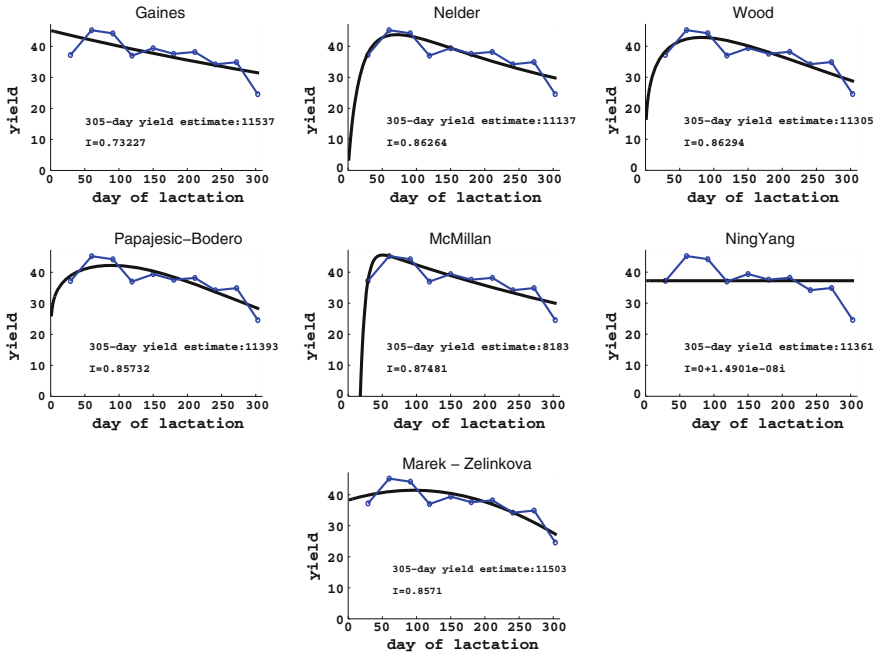 Gaines
yield
40
30
20
10
0
305-day yield estimate:11537
I=0.73227
0 50 100 150 200 250 300
day of lactation
Nelder
yield
40
30
20
10
0
305-day yield estimate:11137
I=0.86264
0 50 100 150 200 250 300
day of lactation
Wood
yield
40
30
20
10
0
305-day yield estimate:11305
I=0.86294
0 50 100 150 200 250 300
day of lactation
Papajesic-Bodero
yield
40
30
20
10
0
305-day yield estimate:11393
I=0.85732
0 50 100 150 200 250 300
day of lactation
McMillan
yield
40
30
20
10
0
305-day yield estimate:8183
I=0.87481
0 50 100 150 200 250 300
day of lactation
NingYang
yield
40
30
20
10
0
305-day yield estimate:11361
I=0+1.4901e-08i
0 50 100 150 200 250 300
day of lactation
Marek - Zelinkova
yield
40
30
20
10
0
305-day yield estimate:11503
I=0.8571
0 50 100 150 200 250 300
day of lactation